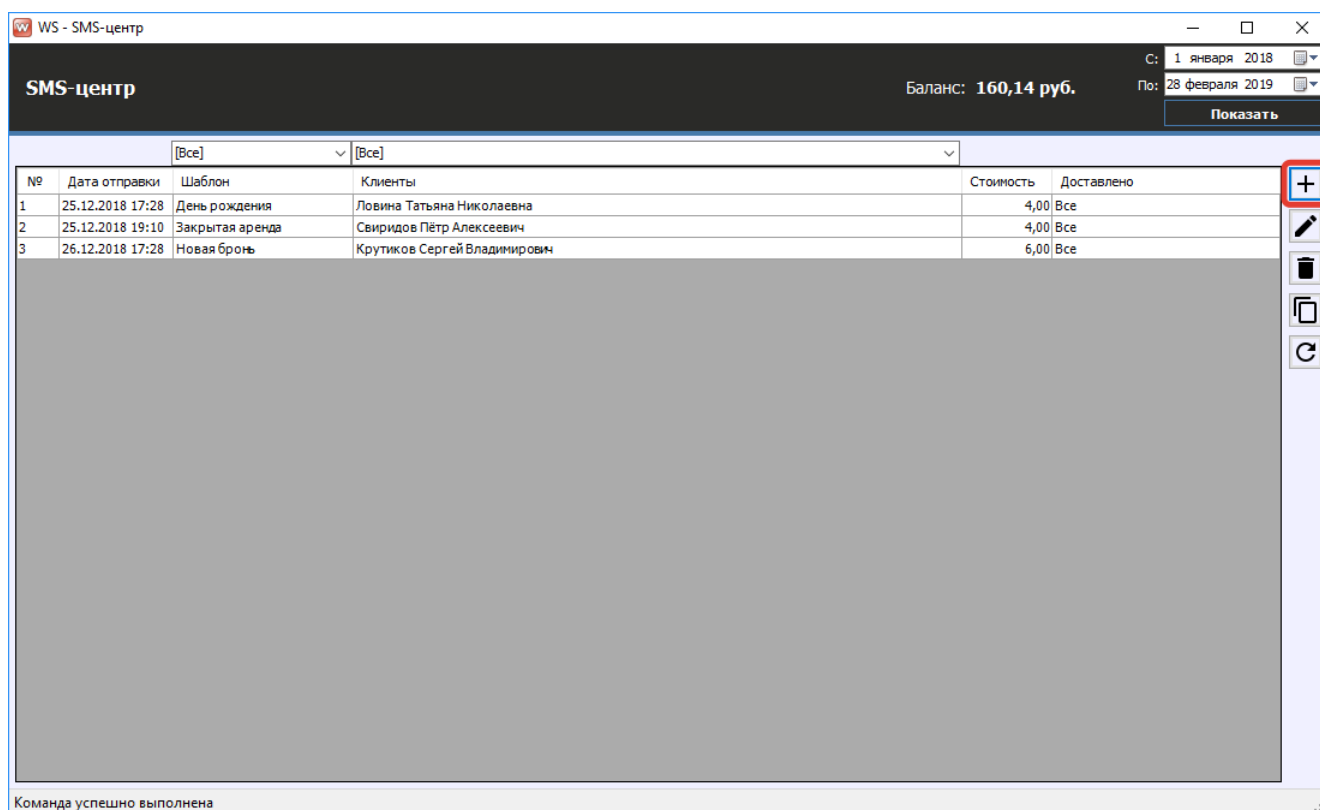 WS - SMS-центр
С: 1 января 2018
SMS-центр
Баланс: 160,14 руб.
По: 28 февраля 2019
Показать
[Все] [Все]
№ Дата отправки Шаблон Клиенты Стоимость Доставлено
1 25.12.2018 17:28 День рождения Ловина Татьяна Николаевна 4,00 Все
2 25.12.2018 19:10 Закрытая аренда Свиридов Пётр Алексеевич 4,00 Все
3 26.12.2018 17:28 Новая бронь Крутиков Сергей Владимирович 6,00 Все
Команда успешно выполнена